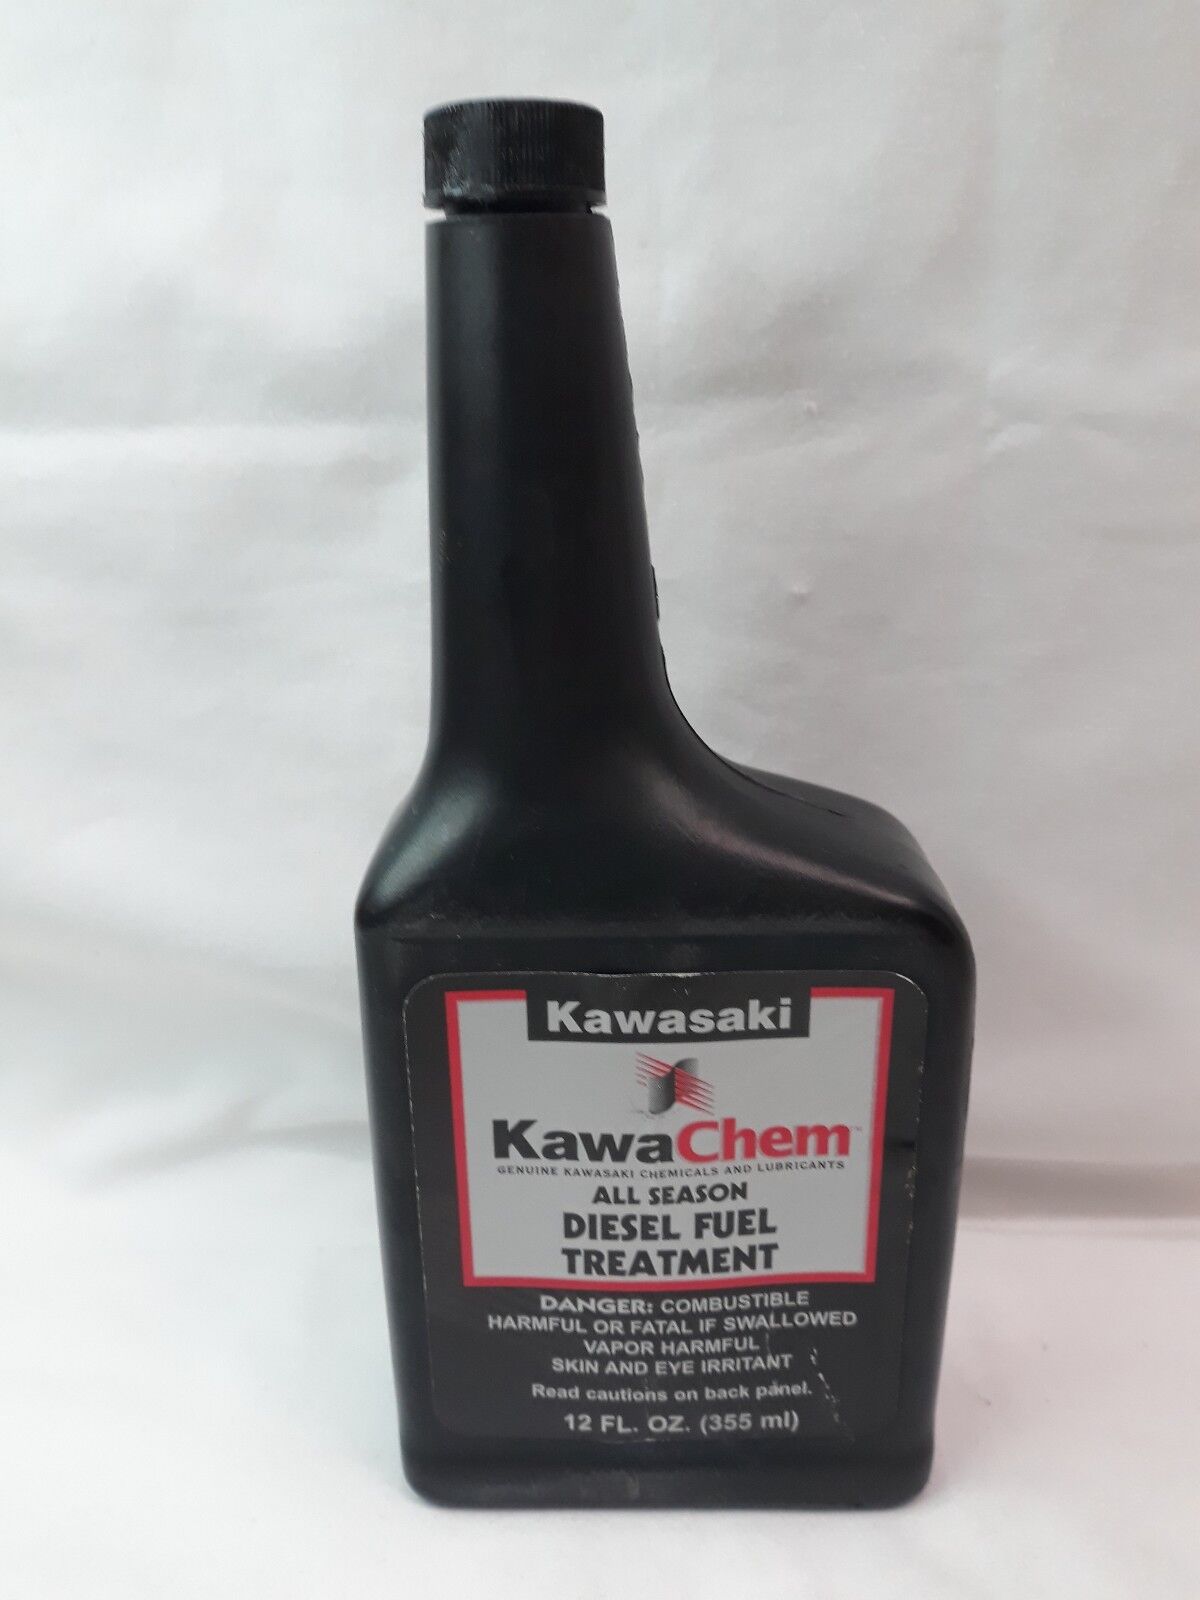 Kawasaki
KawaChem™
GENUINE KAWASAKI CHEMICALS AND LUBRICANTS
ALL SEASON
DIESEL FUEL
TREATMENT
DANGER: COMBUSTIBLE
HARMFUL OR FATAL IF SWALLOWED
VAPOR HARMFUL
SKIN AND EYE IRRITANT
Read cautions on back panel.
12 FL. OZ. (355 ml)